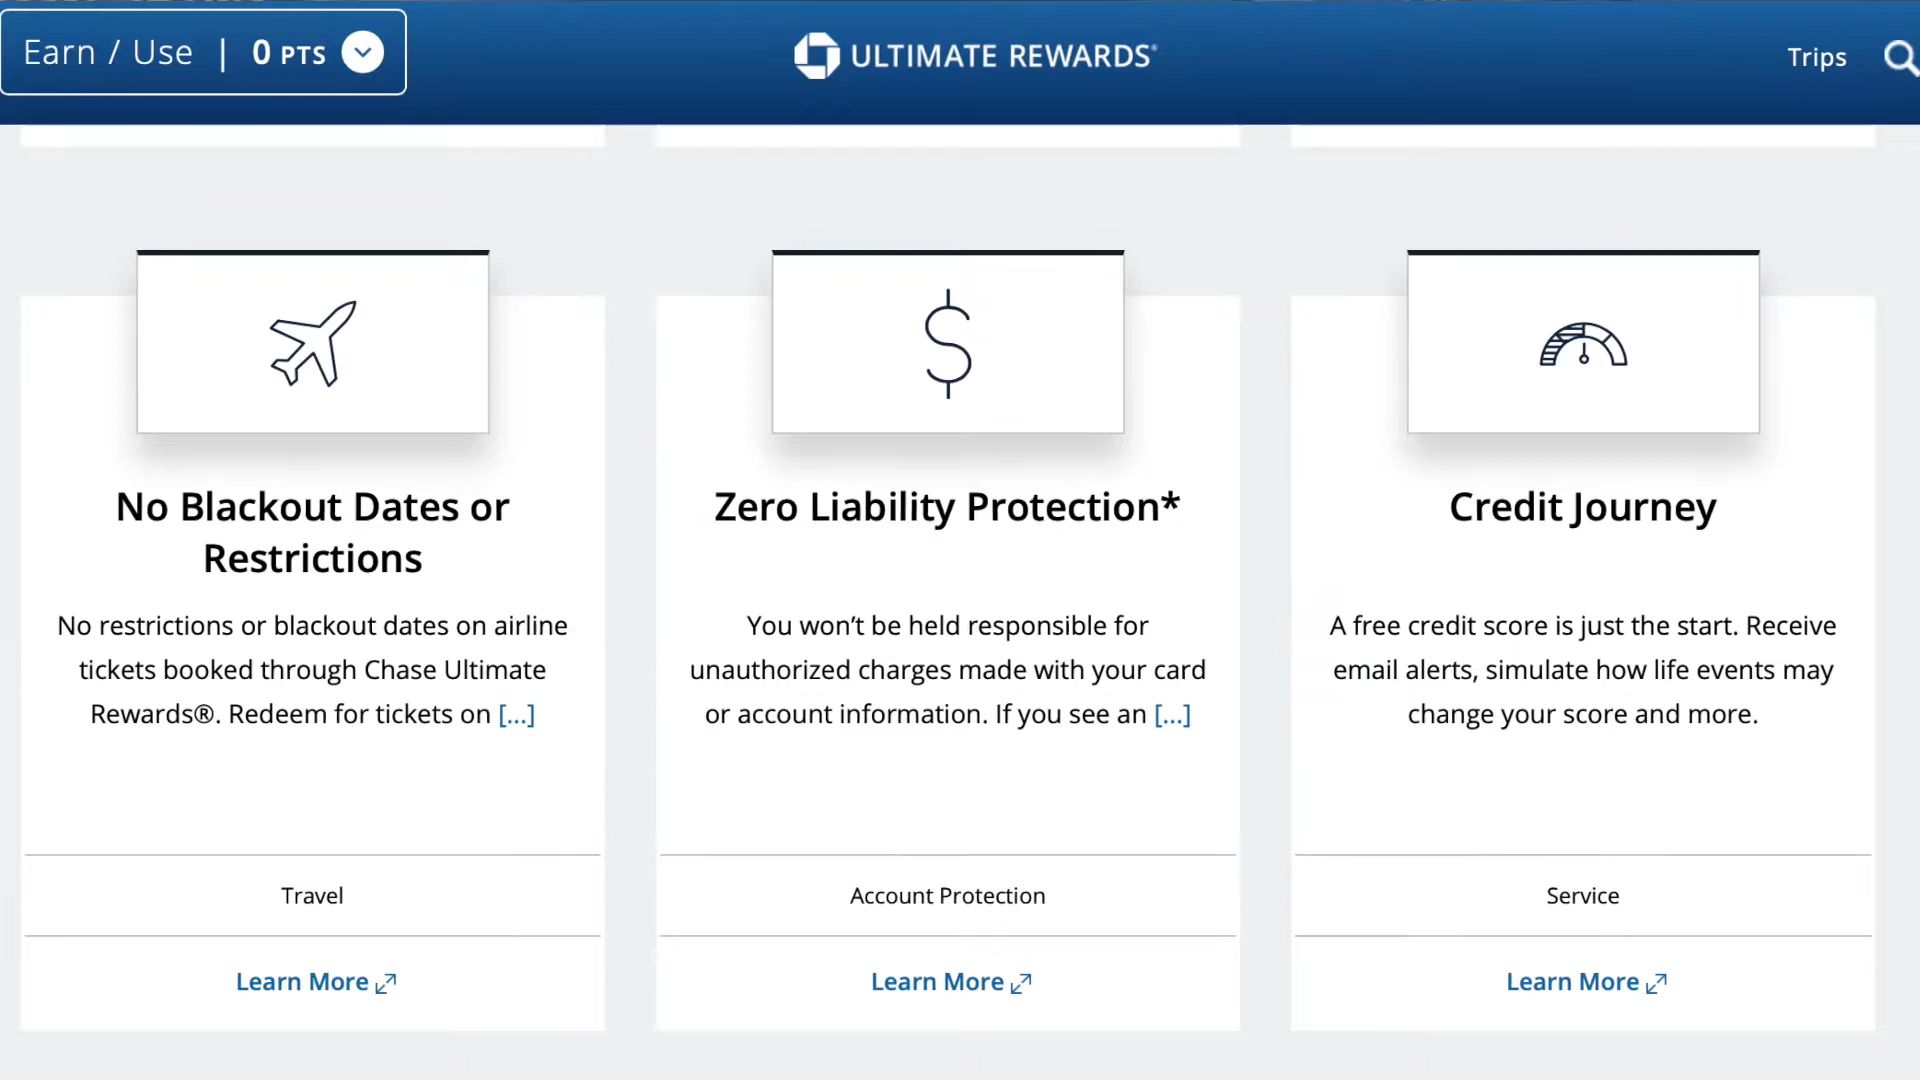 Earn / Use | 0 PTS
ULTIMATE REWARDS®
Trips
No Blackout Dates or
Restrictions
No restrictions or blackout dates on airline
tickets booked through Chase Ultimate
Rewards®. Redeem for tickets on [...]
Travel
Learn More
Zero Liability Protection*
You won’t be held responsible for
unauthorized charges made with your card
or account information. If you see an [...]
Account Protection
Learn More
Credit Journey
A free credit score is just the start. Receive
email alerts, simulate how life events may
change your score and more.
Service
Learn More